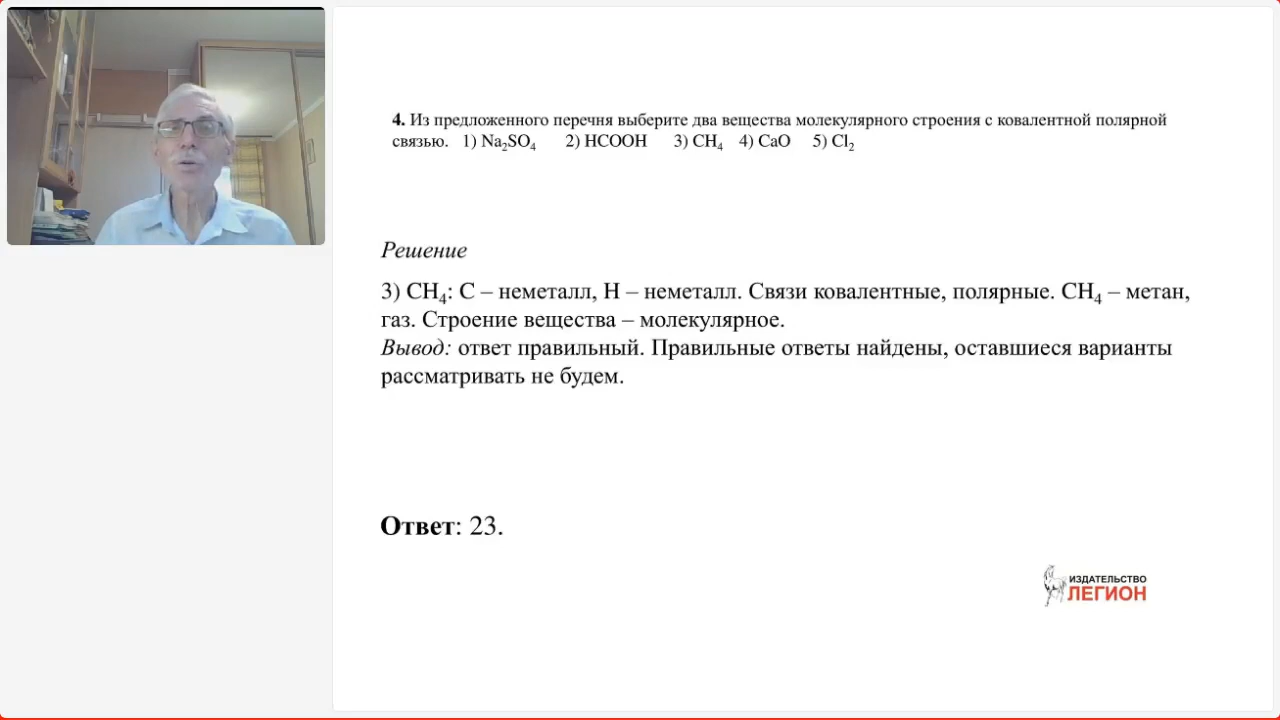 4. Из предложенного перечня выберите два вещества молекулярного строения с ковалентной полярной
связью. 1) Na₂SO₄ 2) HCOOH 3) CH₄ 4) CaO 5) Cl₂
Решение
3) CH₄: C – неметалл, H – неметалл. Связи ковалентные, полярные. CH₄ – метан,
газ. Строение вещества – молекулярное.
Вывод: ответ правильный. Правильные ответы найдены, оставшиеся варианты
рассматривать не будем.
Ответ: 23.
ИЗДАТЕЛЬСТВО
ЛЕГИОН